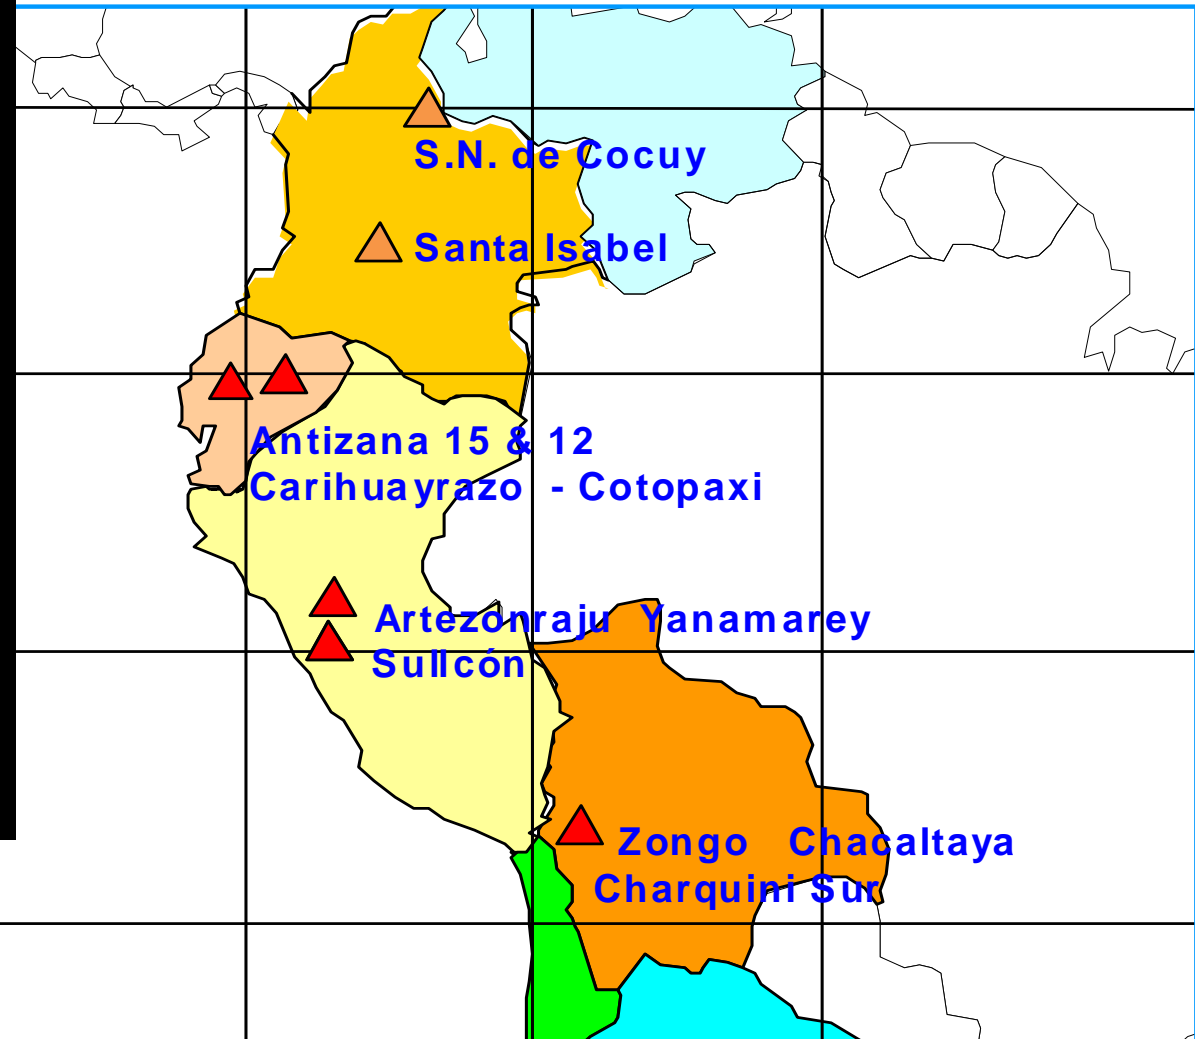 S.N. de Cocuy
Santa Isabel
Antizana 15 & 12
Carihuayrazo - Cotopaxi
Artezonraju Yanamarey
Sullcón
Zongo Chacaltaya
Charquini Sur